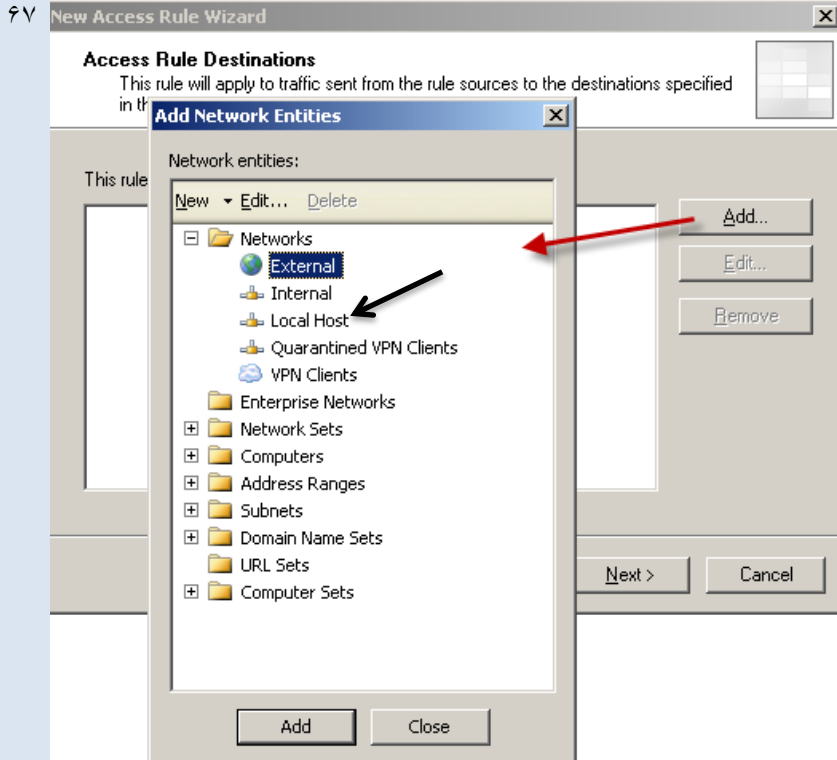 ۶۷
New Access Rule Wizard
Access Rule Destinations
This rule will apply to traffic sent from the rule sources to the destinations specified
in th
Add Network Entities
Network entities:
This rule
New Edit... Delete
Add...
Networks
External
Edit...
Internal
Local Host
Remove
Quarantined VPN Clients
VPN Clients
Enterprise Networks
Network Sets
Computers
Address Ranges
Subnets
Domain Name Sets
URL Sets
Next > Cancel
Computer Sets
Add Close